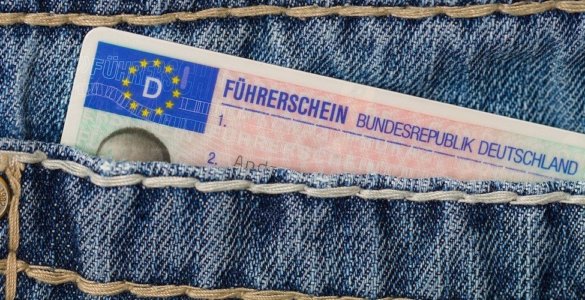 D
FÜHRERSCHEIN BUNDESREPUBLIK DEUTSCHLAND
1.
2.